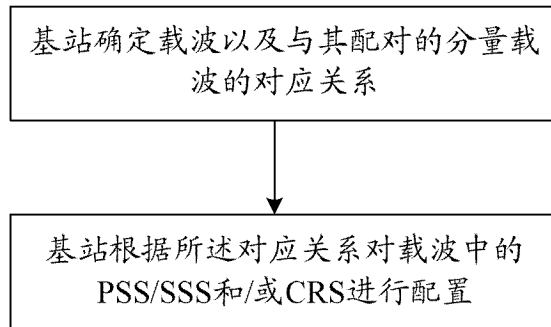 基站确定载波以及与其配对的分量载
波的对应关系
基站根据所述对应关系对载波中的
PSS/SSS和/或CRS进行配置